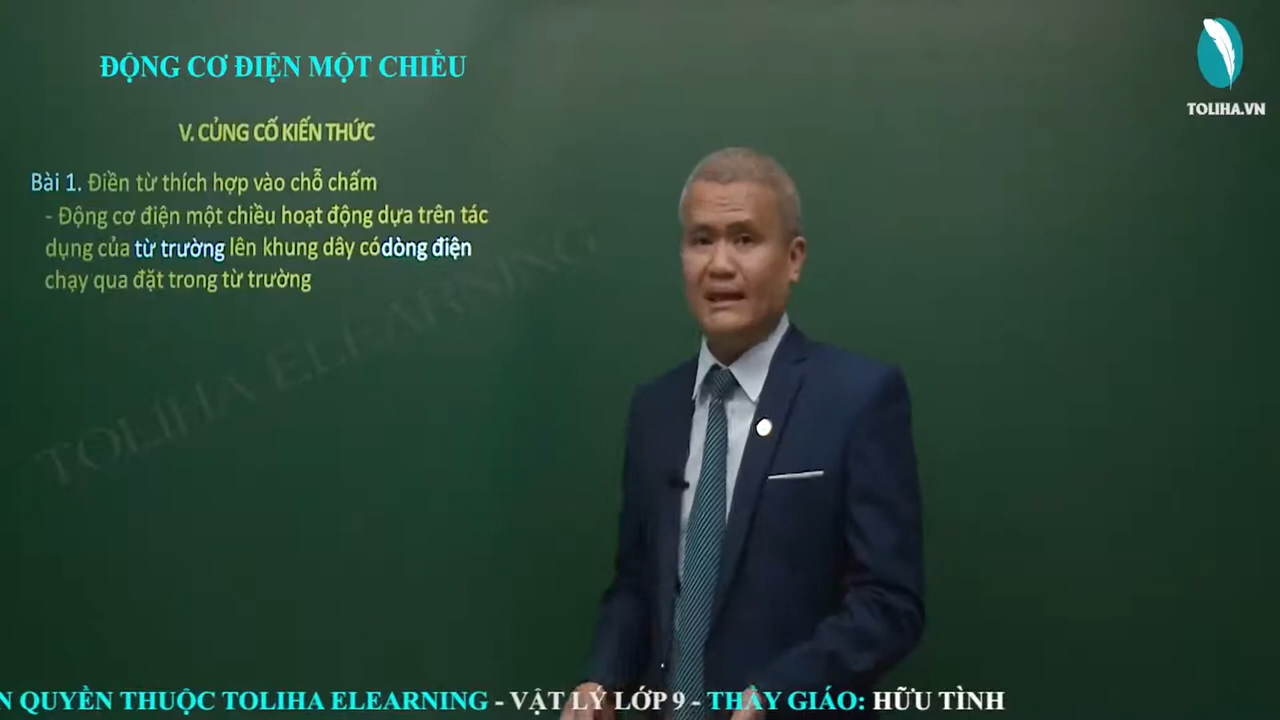 ĐỘNG CƠ ĐIỆN MỘT CHIỀU
TOLIHA.VN
V. CỦNG CỐ KIẾN THỨC
Bài 1. Điền từ thích hợp vào chỗ chấm
- Động cơ điện một chiều hoạt động dựa trên tác
dụng của từ trường lên khung dây códòng điện
chạy qua đặt trong từ trường
TOLIHA ELEARNING
N QUYỀN THUỘC TOLIHA ELEARNING - VẬT LÝ LỚP 9 - THẦY GIÁO: HỮU TÌNH